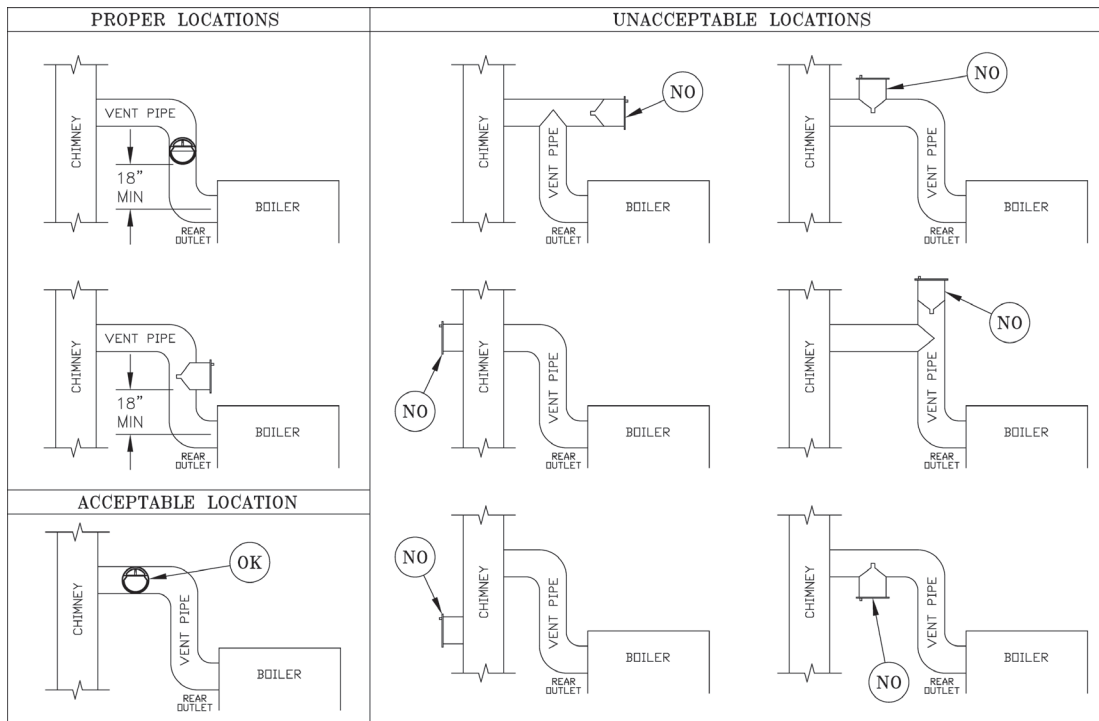 PROPER LOCATIONS
CHIMNEY
VENT PIPE
18"
MIN
REAR
OUTLET
BOILER
CHIMNEY
VENT PIPE
18"
MIN
REAR
OUTLET
BOILER
ACCEPTABLE LOCATION
CHIMNEY
OK
VENT PIPE
REAR
OUTLET
BOILER
UNACCEPTABLE LOCATIONS
CHIMNEY
NO
VENT PIPE
REAR
OUTLET
BOILER
CHIMNEY
NO
VENT PIPE
REAR
OUTLET
BOILER
NO
CHIMNEY
VENT PIPE
REAR
OUTLET
BOILER
CHIMNEY
NO
VENT PIPE
REAR
OUTLET
BOILER
NO
CHIMNEY
VENT PIPE
REAR
OUTLET
BOILER
CHIMNEY
NO
VENT PIPE
REAR
OUTLET
BOILER